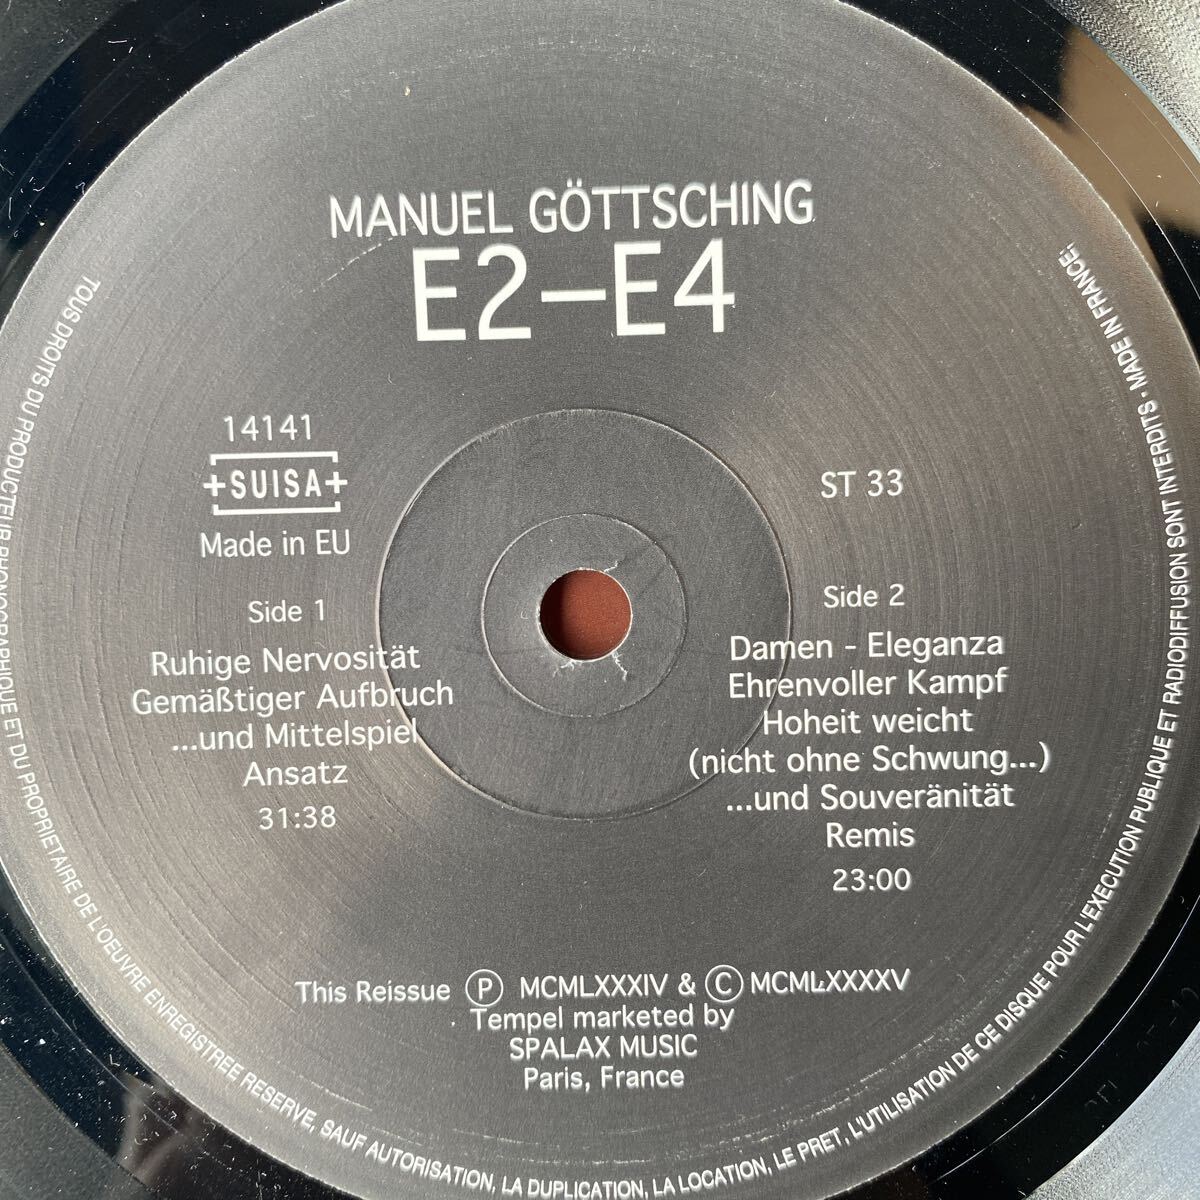 MANUEL GÖTTSCHING
E2–E4
14141
SUISA
Made in EU
ST 33
Side 1
Ruhige Nervosität
Gemäßtiger Aufbruch
...und Mittelspiel
Ansatz
31:38
Side 2
Damen - Eleganza
Ehrenvoller Kampf
Hoheit weicht
(nicht ohne Schwung...)
...und Souveränität
Remis
23:00
This Reissue Ⓟ MCMLXXXIV & © MCMLXXXXV
Tempel marketed by
SPALAX MUSIC
Paris, France
TOUS DROITS DU PRODUCTEUR PHONOGRAPHIQUE ET DU PROPRIETAIRE DE L'OEUVRE ENREGISTREE RESERVE, SAUF AUTORISATION, LA DUPLICATION, LA LOCATION, LE PRET, L'UTILISATION DE CE DISQUE POUR L'EXECUTION PUBLIQUE ET RADIODIFFUSION SONT INTERDITS · MADE IN FRANCE: